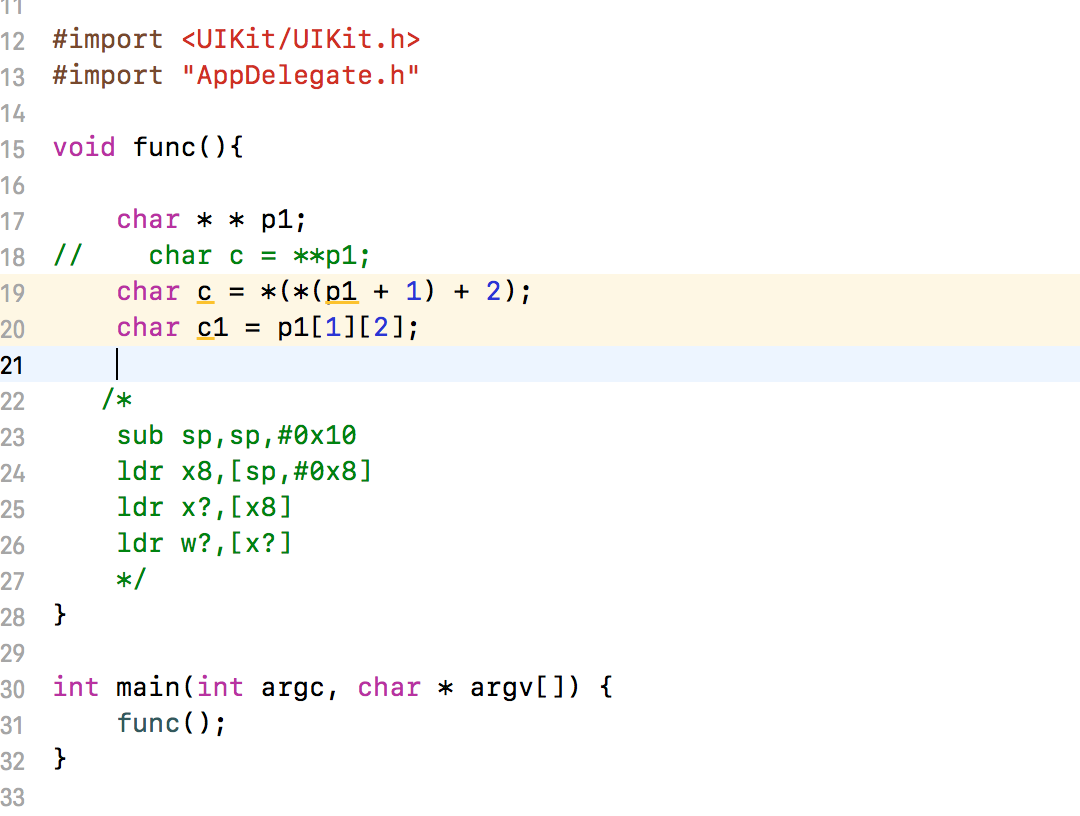 11
12 #import <UIKit/UIKit.h>
13 #import "AppDelegate.h"
14
15 void func(){
16
17     char * * p1;
18 //    char c = **p1;
19     char c = *(*(p1 + 1) + 2);
20     char c1 = p1[1][2];
21
22    /*
23     sub sp,sp,#0x10
24     ldr x8,[sp,#0x8]
25     ldr x?,[x8]
26     ldr w?,[x?]
27     */
28 }
29
30 int main(int argc, char * argv[]) {
31     func();
32 }
33